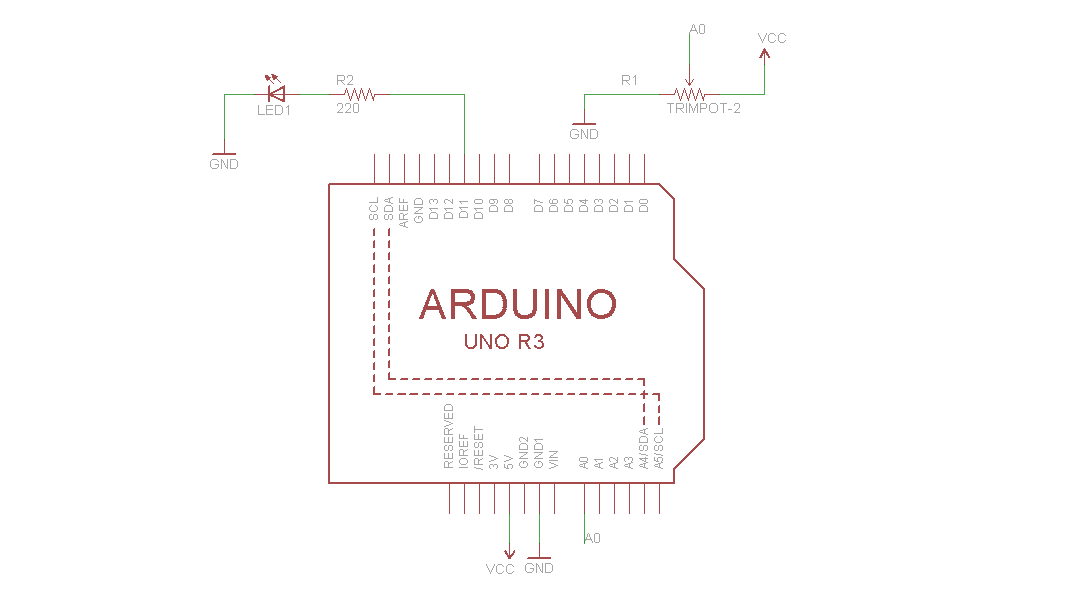 A0
VCC
R2
R1
LED1
220
TRIMPOT-2
GND
GND
SCL
SDA
AREF
GND
D13
D12
D11
D10
D9
D8
D7
D6
D5
D4
D3
D2
D1
D0
ARDUINO
UNO R3
RESERVED
IOREF
/RESET
3V
5V
GND2
GND1
VIN
A0
A1
A2
A3
A4/SDA
A5/SCL
A0
VCC
GND